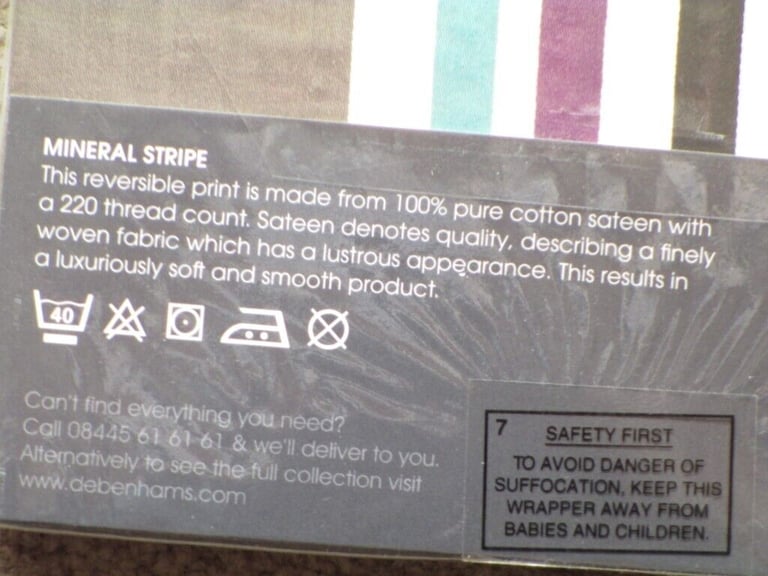 MINERAL STRIPE
This reversible print is made from 100% pure cotton sateen with
a 220 thread count. Sateen denotes quality, describing a finely
woven fabric which has a lustrous appearance. This results in
a luxuriously soft and smooth product.
40
Can't find everything you need?
Call 08445 61 61 61 & we'll deliver to you.
Alternatively to see the full collection visit
www.debenhams.com
7
SAFETY FIRST
TO AVOID DANGER OF
SUFFOCATION, KEEP THIS
WRAPPER AWAY FROM
BABIES AND CHILDREN.